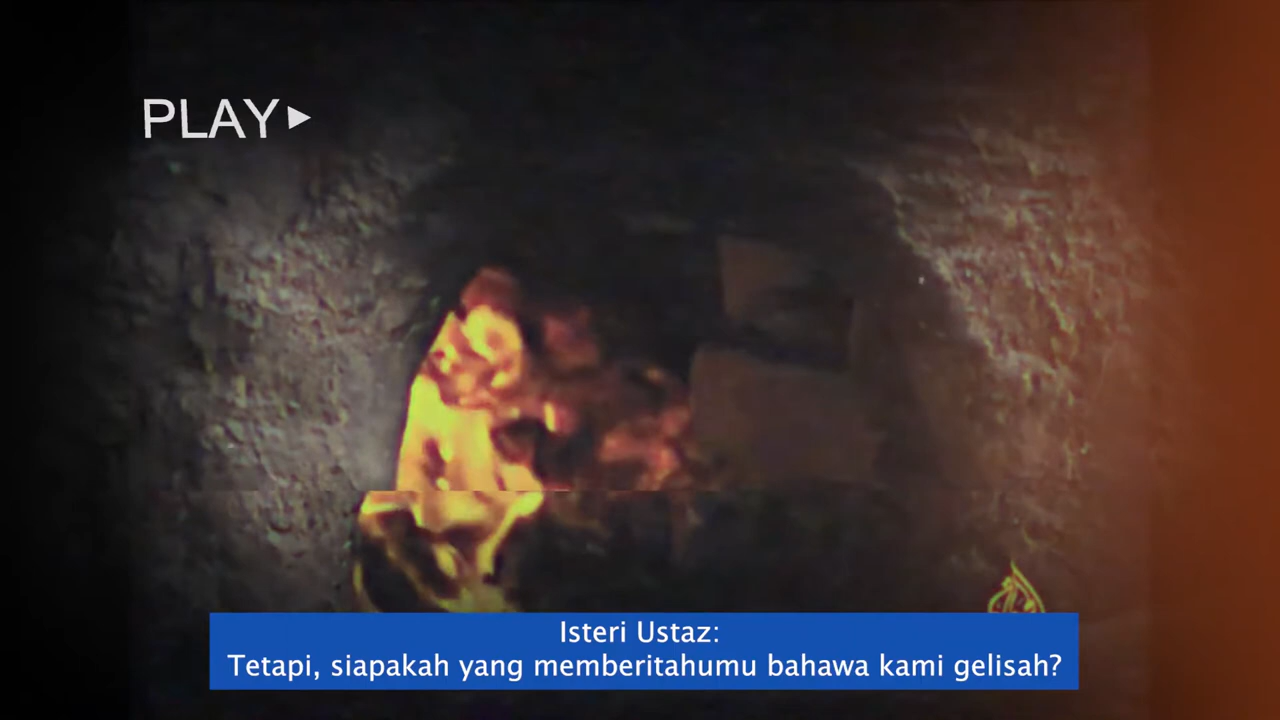 PLAY
Isteri Ustaz:
Tetapi, siapakah yang memberitahumu bahawa kami gelisah?